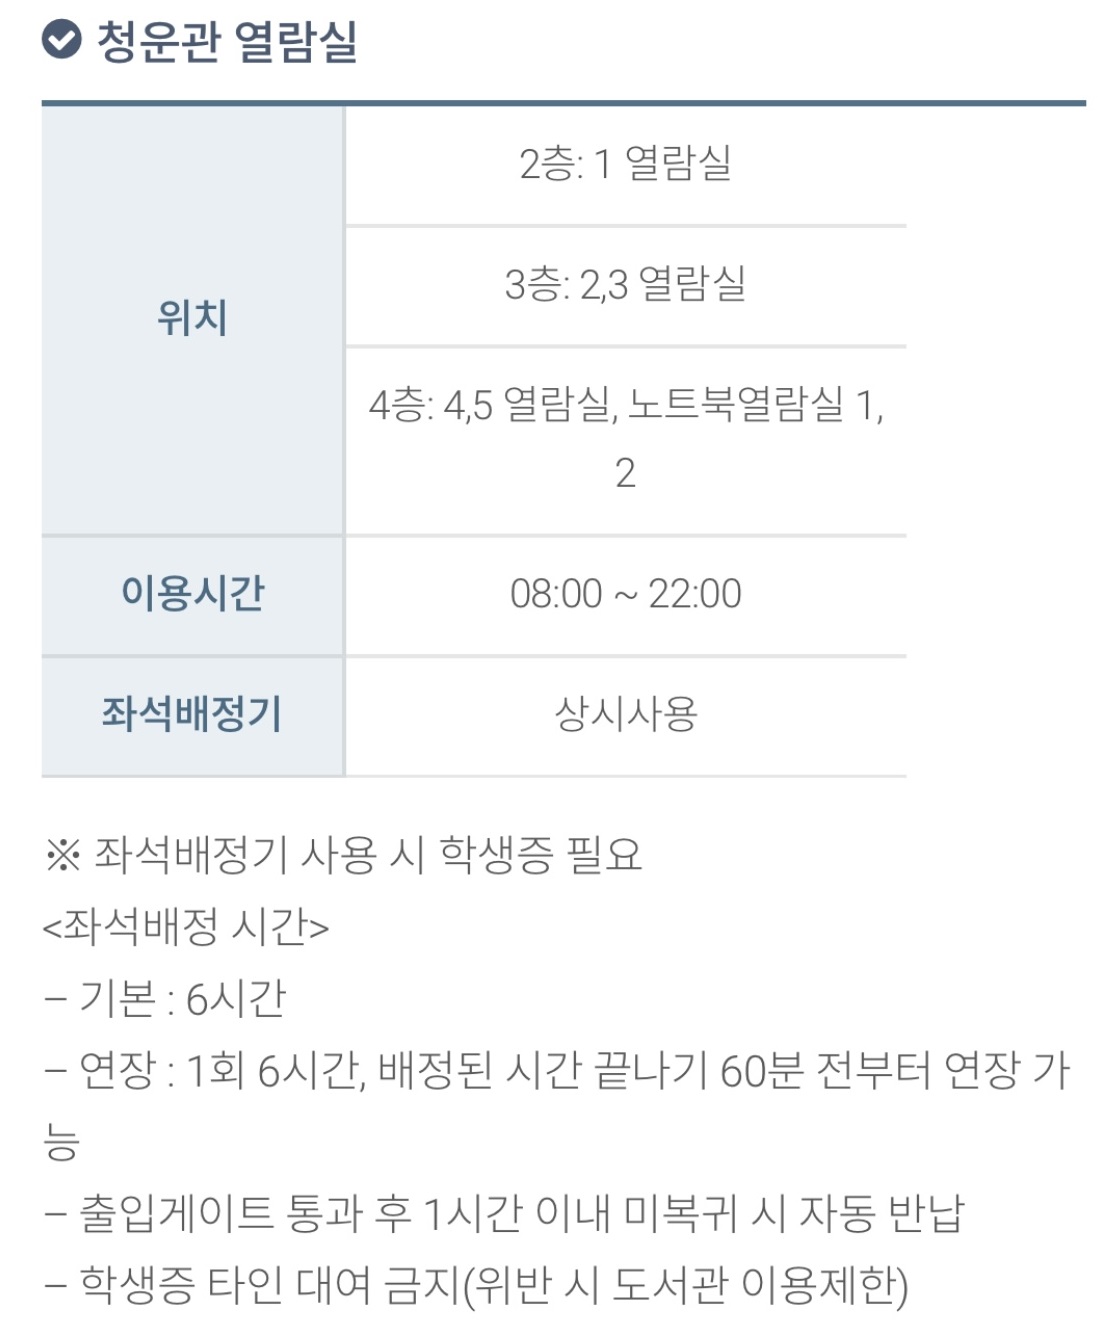 청운관 열람실
위치
2층: 1 열람실
3층: 2,3 열람실
4층: 4,5 열람실, 노트북열람실 1,
2
이용시간
08:00 ~ 22:00
좌석배정기
상시사용
※ 좌석배정기 사용 시 학생증 필요
<좌석배정 시간>
– 기본 : 6시간
– 연장 : 1회 6시간, 배정된 시간 끝나기 60분 전부터 연장 가
능
– 출입게이트 통과 후 1시간 이내 미복귀 시 자동 반납
– 학생증 타인 대여 금지(위반 시 도서관 이용제한)